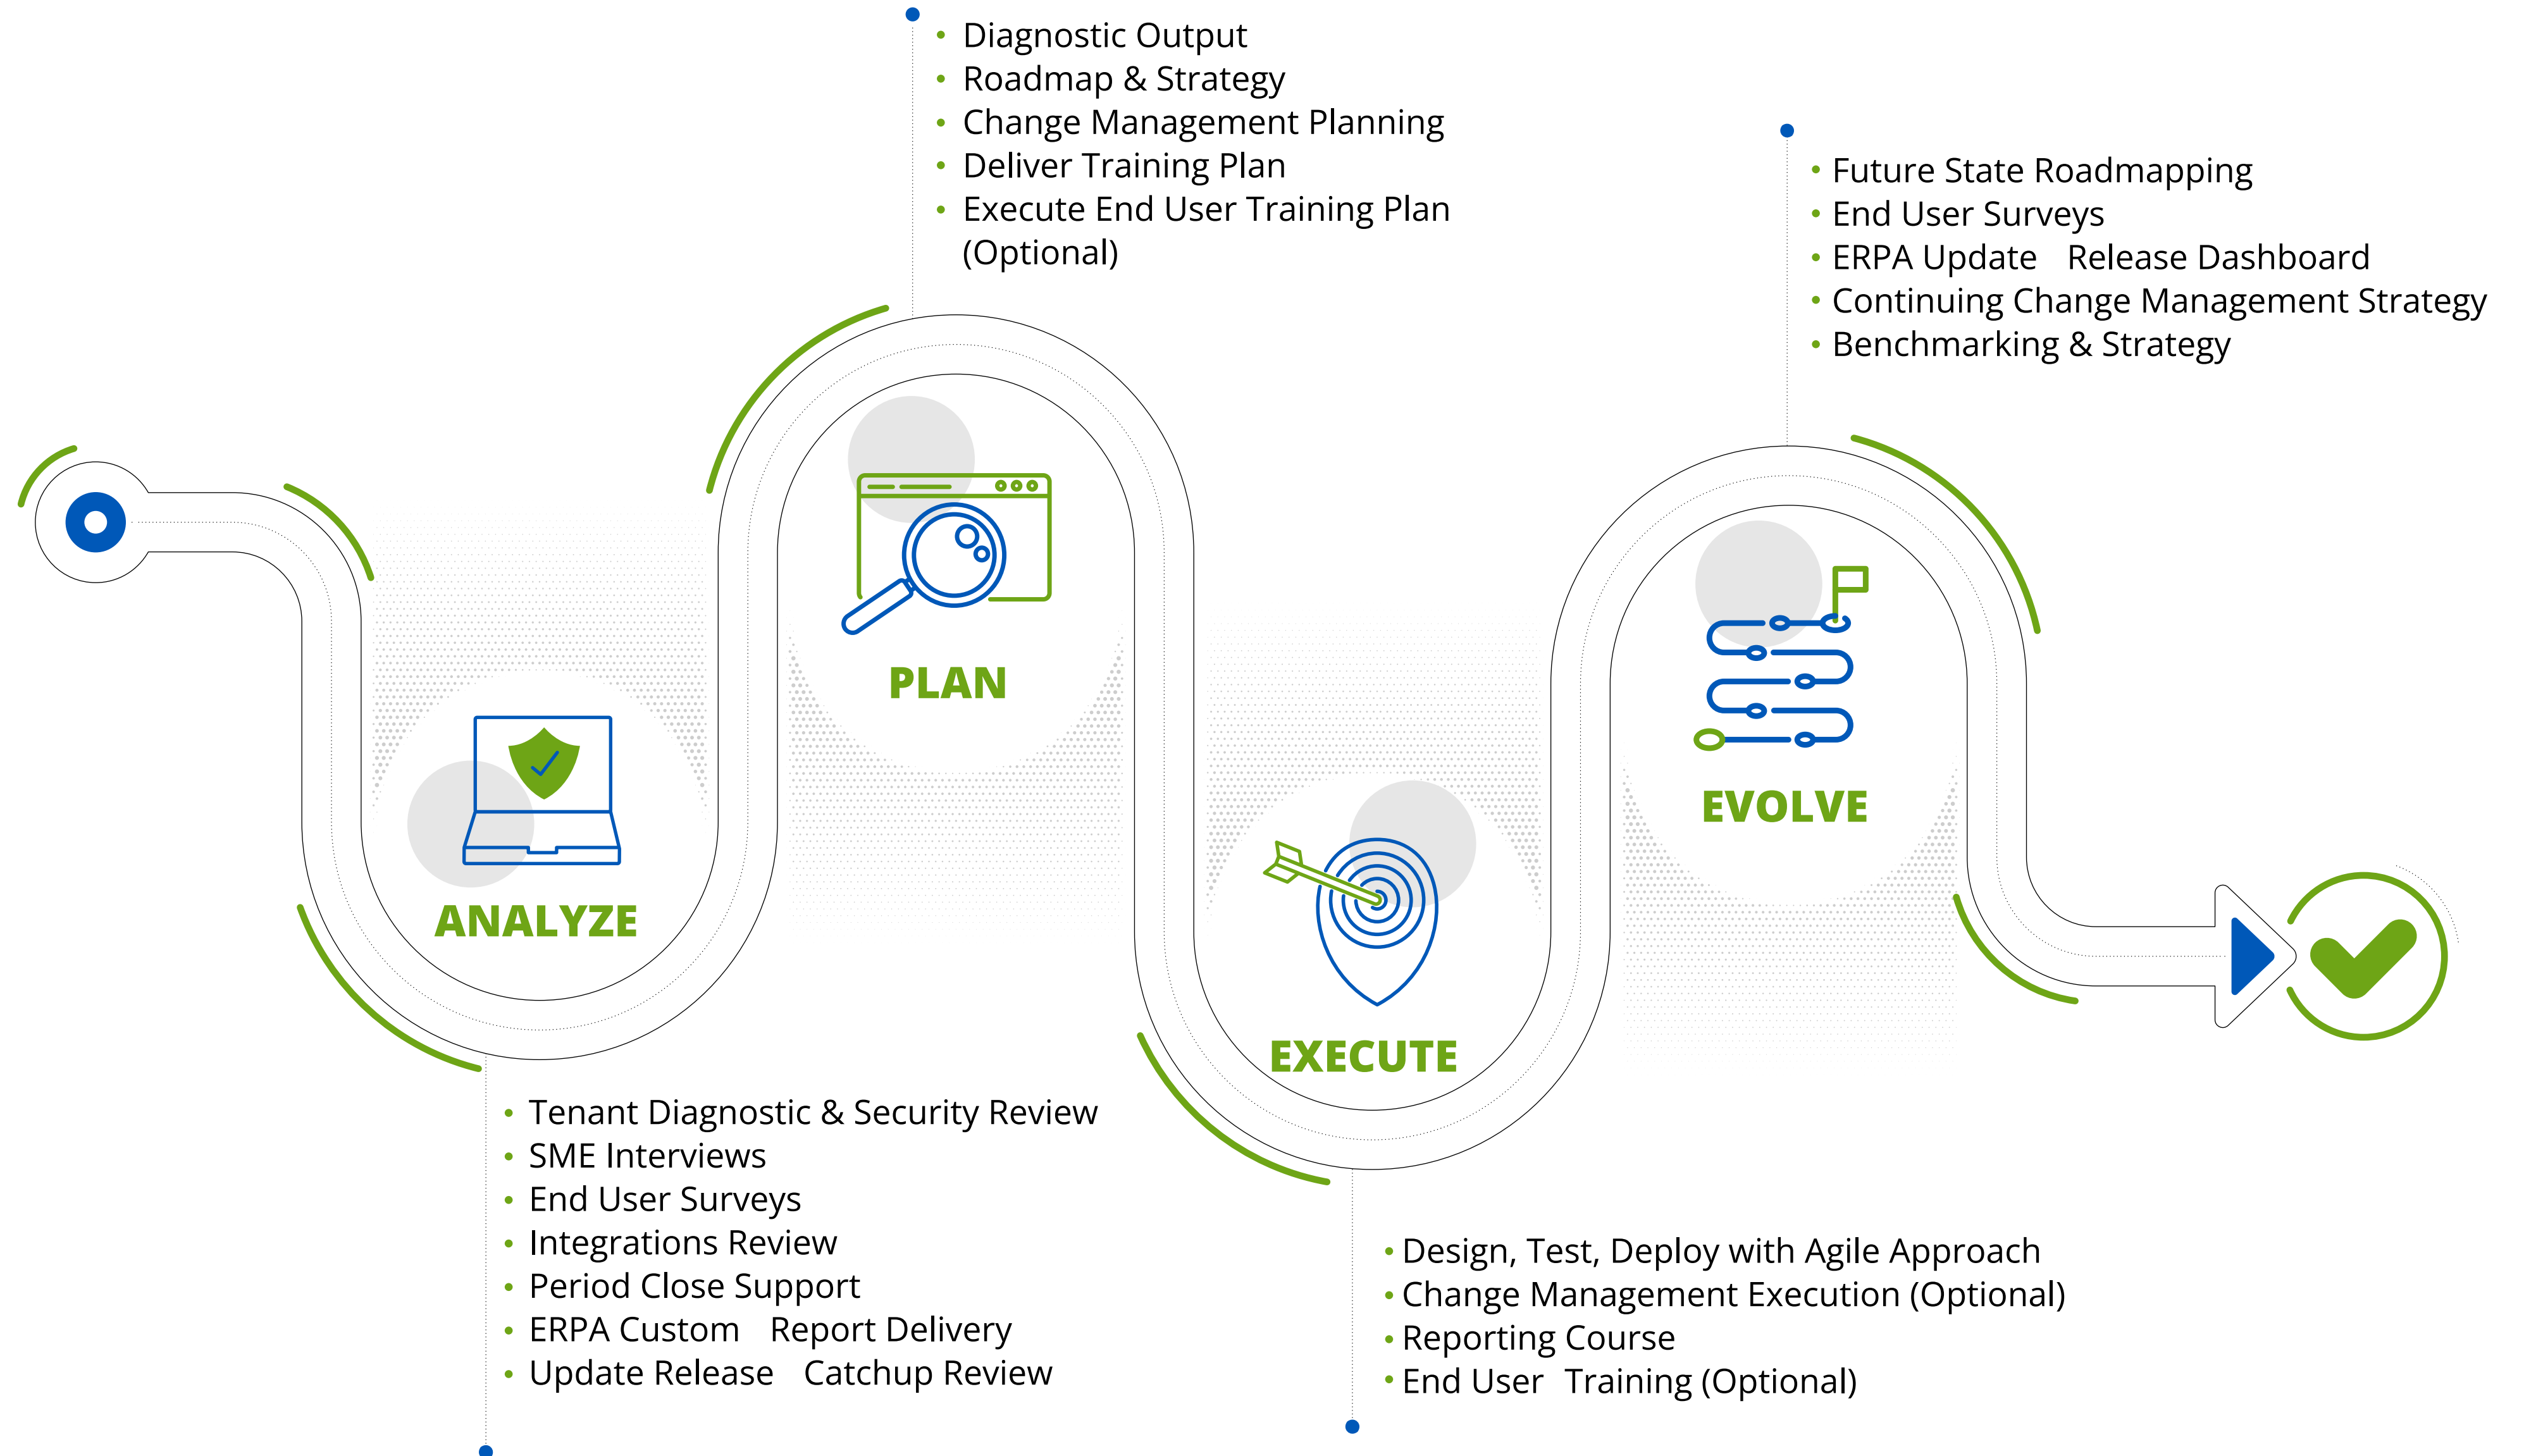 ANALYZE
• Tenant Diagnostic & Security Review
• SME Interviews
• End User Surveys
• Integrations Review
• Period Close Support
• ERPA Custom Report Delivery
• Update Release Catchup Review
PLAN
• Diagnostic Output
• Roadmap & Strategy
• Change Management Planning
• Deliver Training Plan
• Execute End User Training Plan
(Optional)
EXECUTE
• Design, Test, Deploy with Agile Approach
• Change Management Execution (Optional)
• Reporting Course
• End User Training (Optional)
EVOLVE
• Future State Roadmapping
• End User Surveys
• ERPA Update Release Dashboard
• Continuing Change Management Strategy
• Benchmarking & Strategy